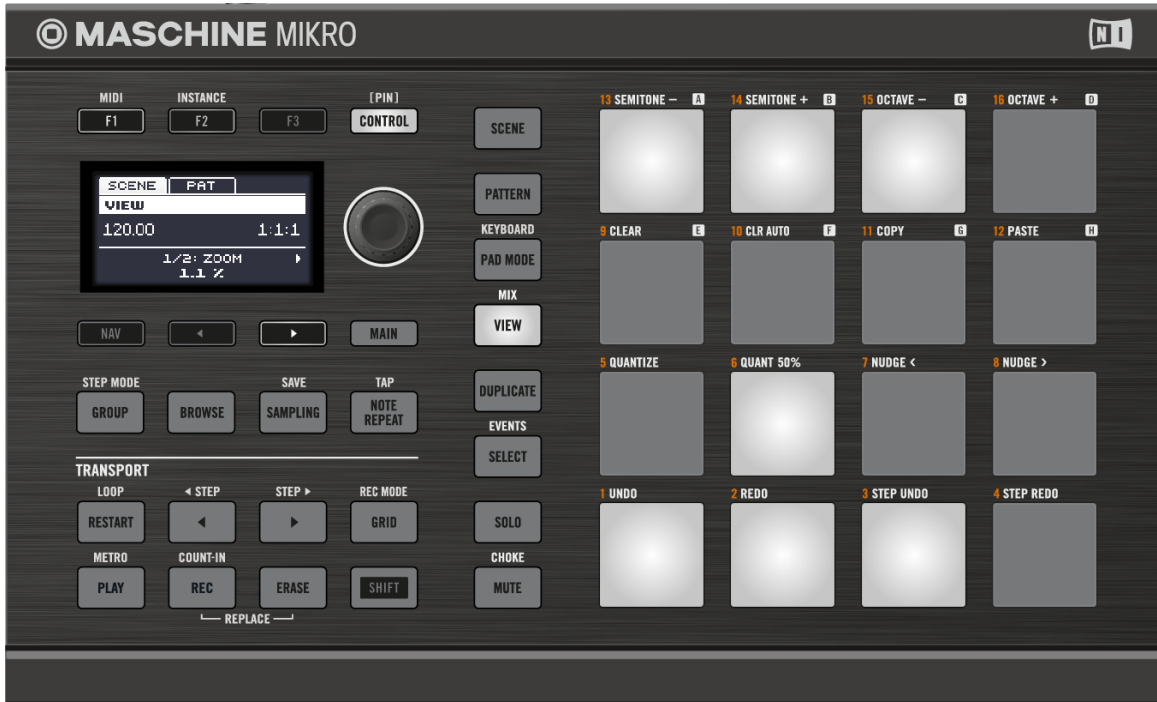 MASCHINE MIKRO
NI
MIDI INSTANCE [PIN]
F1 F2 F3 CONTROL
SCENE PAT
VIEW
120.00 1:1:1
1/2: ZOOM
1.1 %
NAV MAIN
STEP MODE SAVE TAP
GROUP BROWSE SAMPLING NOTE REPEAT
TRANSPORT
LOOP STEP STEP REC MODE
RESTART GRID
METRO COUNT-IN
PLAY REC ERASE SHIFT
REPLACE
SCENE
PATTERN
KEYBOARD
PAD MODE
MIX
VIEW
DUPLICATE
EVENTS
SELECT
SOLO
CHOKE
MUTE
13 SEMITONE − A 14 SEMITONE + B 15 OCTAVE − C 16 OCTAVE + D
9 CLEAR E 10 CLR AUTO F 11 COPY G 12 PASTE H
5 QUANTIZE 6 QUANT 50% 7 NUDGE < 8 NUDGE >
1 UNDO 2 REDO 3 STEP UNDO 4 STEP REDO